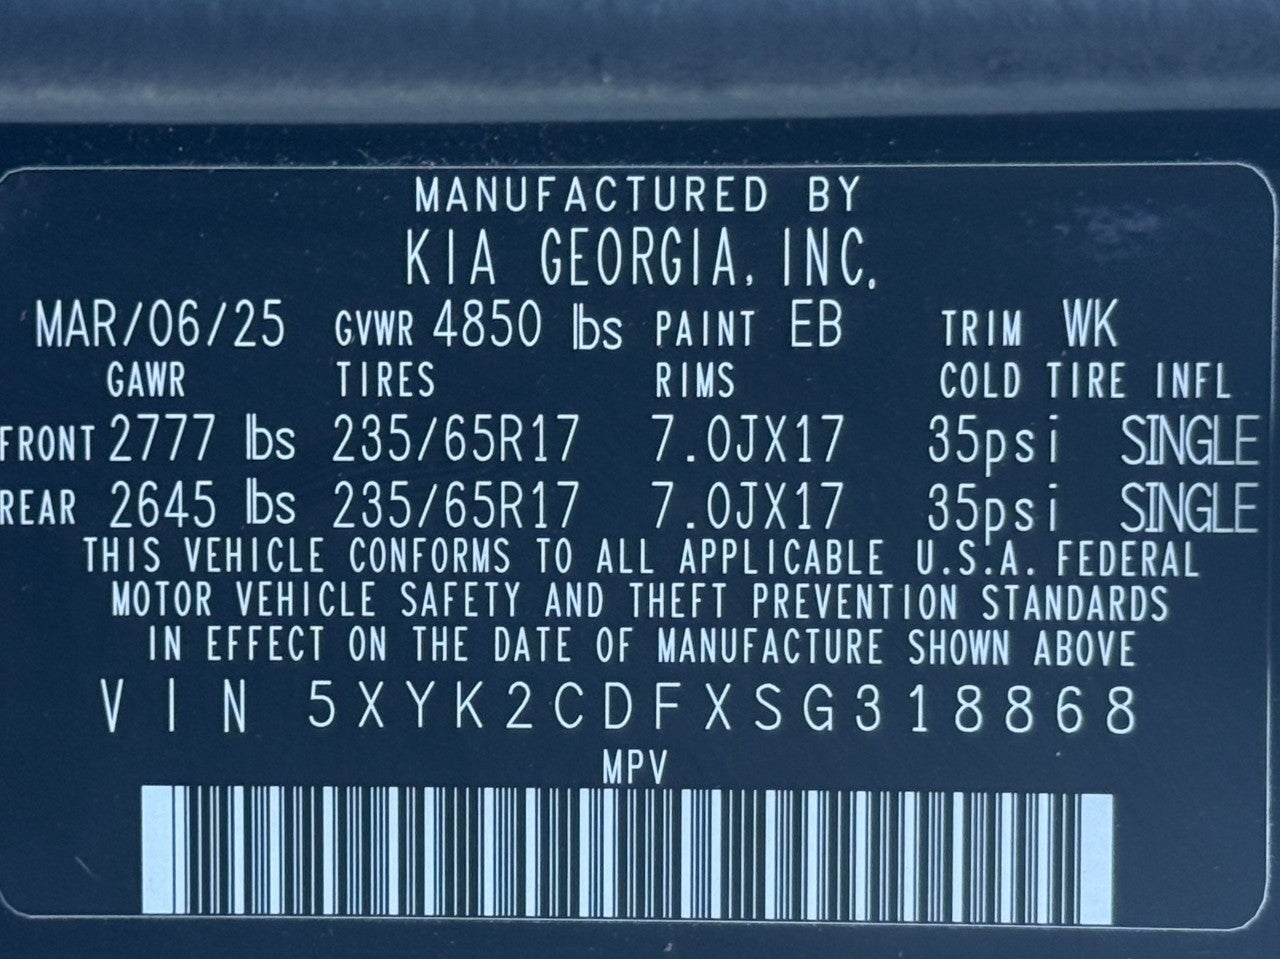 MANUFACTURED BY
KIA GEORGIA, INC.
MAR/06/25 GVWR 4850 lbs PAINT EB TRIM WK
GAWR TIRES RIMS COLD TIRE INFL
FRONT 2777 lbs 235/65R17 7.0JX17 35psi SINGLE
REAR 2645 lbs 235/65R17 7.0JX17 35psi SINGLE
THIS VEHICLE CONFORMS TO ALL APPLICABLE U.S.A. FEDERAL
MOTOR VEHICLE SAFETY AND THEFT PREVENTION STANDARDS
IN EFFECT ON THE DATE OF MANUFACTURE SHOWN ABOVE
VIN 5XYK2CDFXSG318868
MPV